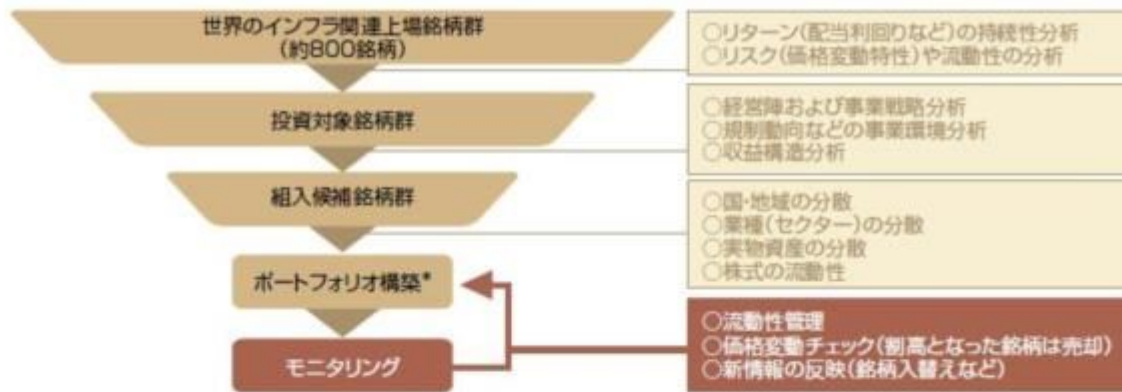 世界のインフラ関連上場銘柄群
(約800銘柄)
○リターン(配当利回りなど)の持続性分析
○リスク(価格変動特性)や流動性の分析
投資対象銘柄群
○経営陣および事業戦略分析
○規制動向などの事業環境分析
○収益構造分析
組入候補銘柄群
○国・地域の分散
○業種(セクター)の分散
○実物資産の分散
○株式の流動性
ポートフォリオ構築*
モニタリング
○流動性管理
○価格変動チェック(割高となった銘柄は売却)
○新情報の反映(銘柄入替えなど)